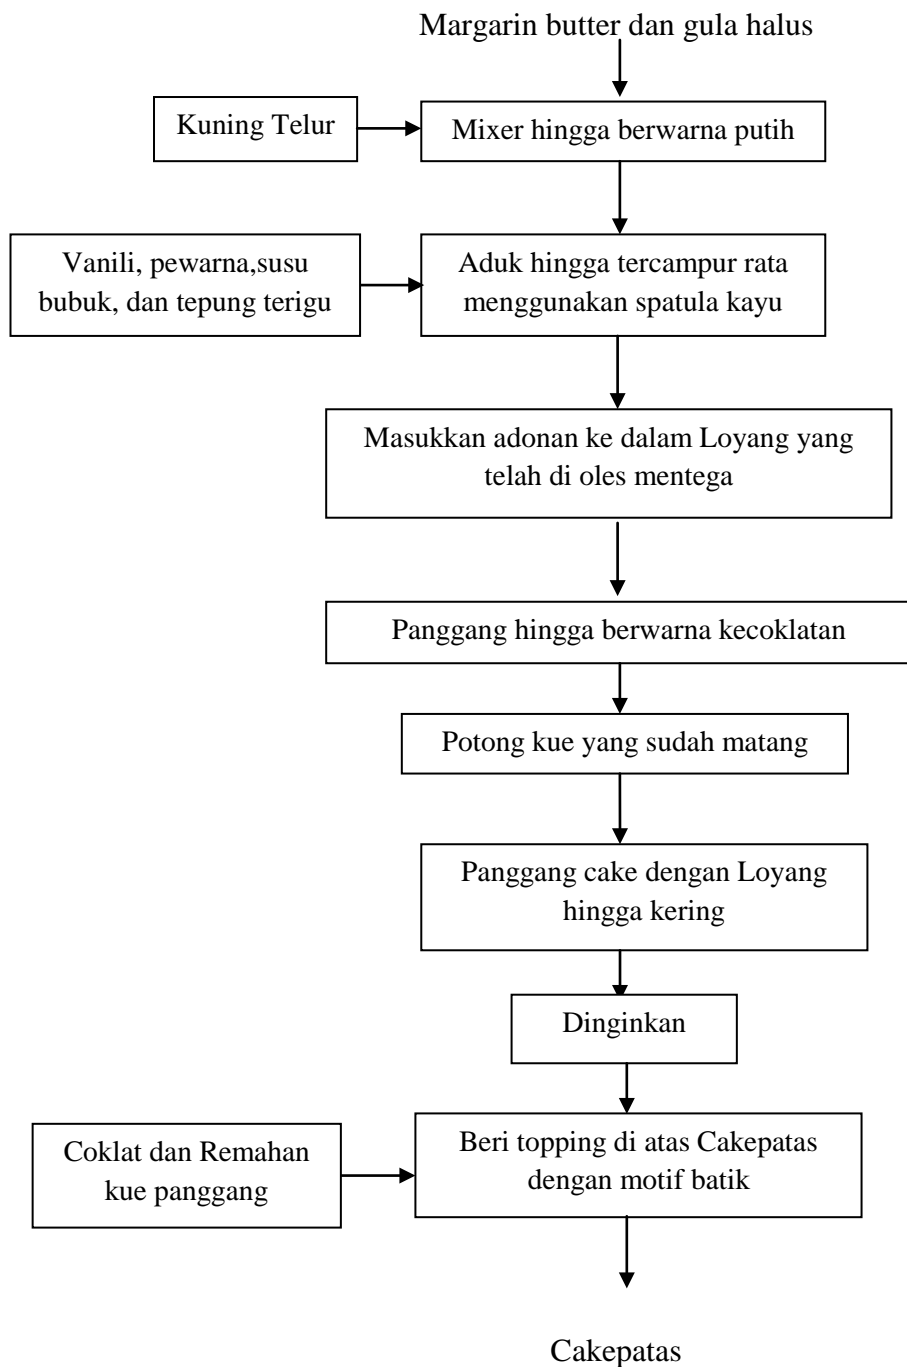 Margarin butter dan gula halus
Kuning Telur
Mixer hingga berwarna putih
Vanili, pewarna,susu
bubuk, dan tepung terigu
Aduk hingga tercampur rata
menggunakan spatula kayu
Masukkan adonan ke dalam Loyang yang
telah di oles mentega
Panggang hingga berwarna kecoklatan
Potong kue yang sudah matang
Panggang cake dengan Loyang
hingga kering
Dinginkan
Coklat dan Remahan
kue panggang
Beri topping di atas Cakepatas
dengan motif batik
Cakepatas